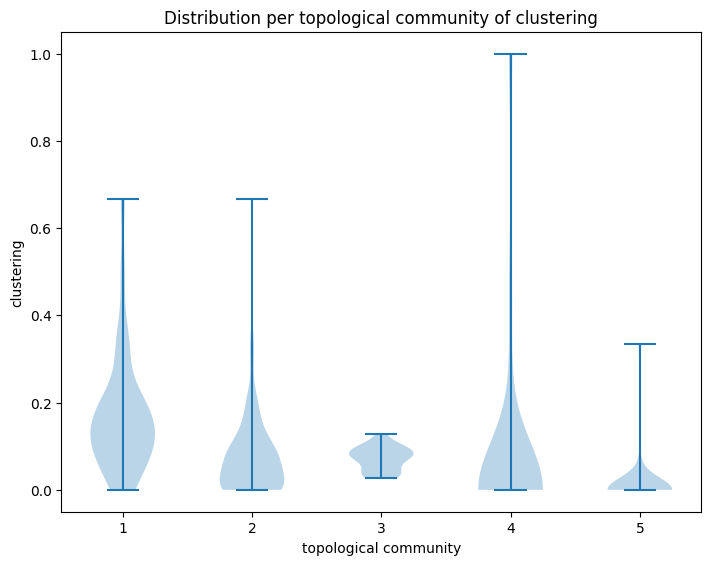 Distribution per topological community of clustering
1.0
0.8
0.6
0.4
0.2
0.0
clustering
1 2 3 4 5
topological community